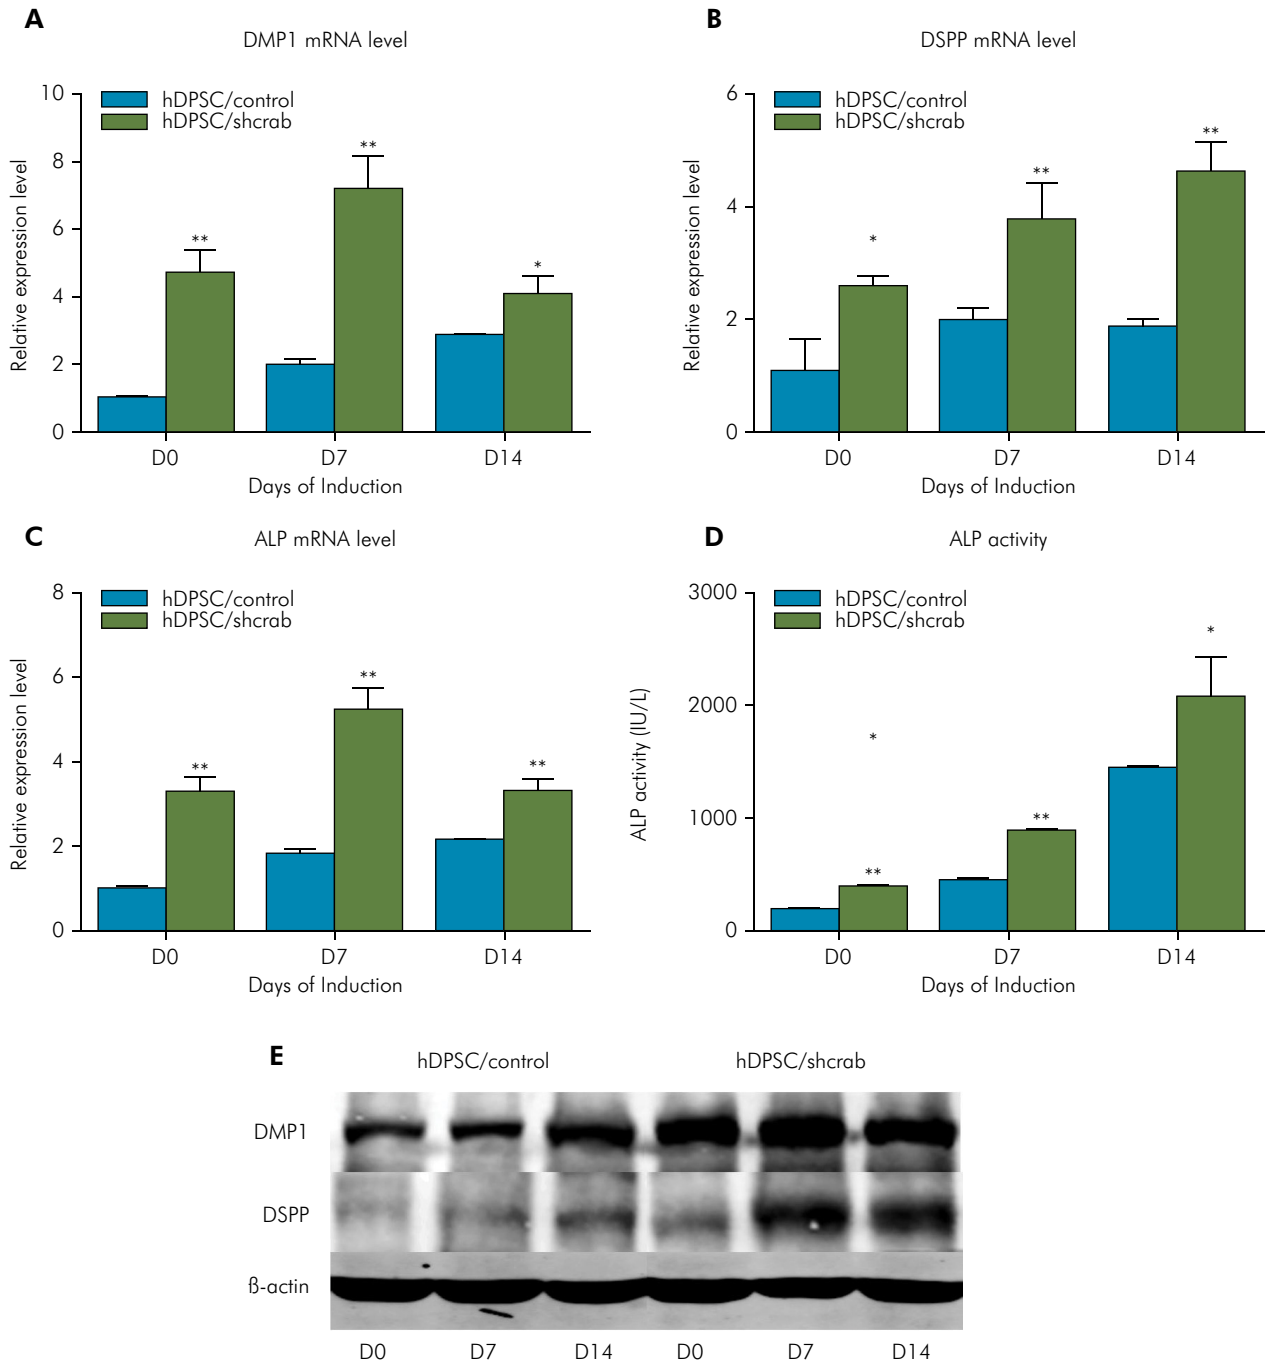 A
DMP1 mRNA level
hDPSC/control
hDPSC/shcrab
Relative expression level
10
8
6
4
2
0
**
**
*
D0 D7 D14
Days of Induction
B
DSPP mRNA level
hDPSC/control
hDPSC/shcrab
Relative expression level
6
4
2
0
*
**
**
D0 D7 D14
Days of Induction
C
ALP mRNA level
hDPSC/control
hDPSC/shcrab
Relative expression level
8
6
4
2
0
**
**
**
D0 D7 D14
Days of Induction
D
ALP activity
hDPSC/control
hDPSC/shcrab
ALP activity (IU/L)
3000
2000
1000
0
*
**
**
*
D0 D7 D14
Days of Induction
E
hDPSC/control hDPSC/shcrab
DMP1
DSPP
ß-actin
D0 D7 D14 D0 D7 D14